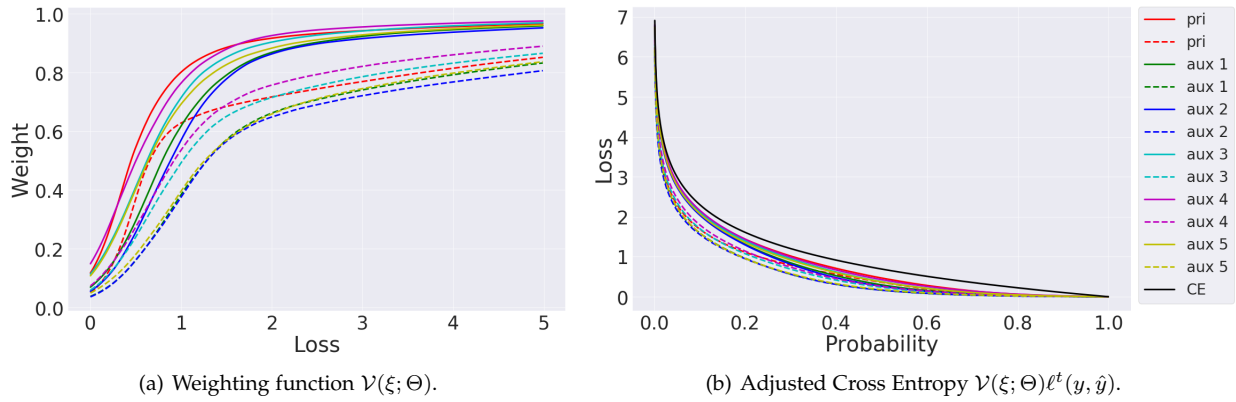 1.0
0.8
0.6
0.4
0.2
0.0
Weight
0
1
2
3
4
5
Loss
(a) Weighting function 𝒱(ξ; Θ).
7
6
5
4
3
2
1
0
Loss
0.0
0.2
0.4
0.6
0.8
1.0
Probability
(b) Adjusted Cross Entropy 𝒱(ξ; Θ)ℓᵗ(y, ŷ).
pri
pri
aux 1
aux 1
aux 2
aux 2
aux 3
aux 3
aux 4
aux 4
aux 5
aux 5
CE